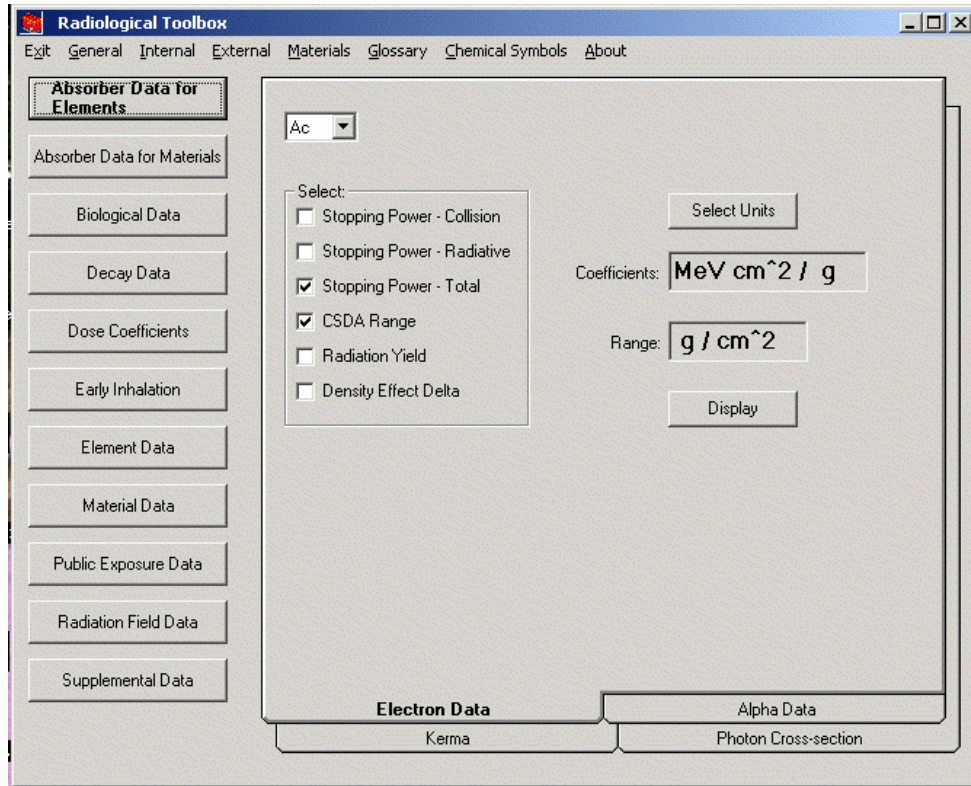 Radiological Toolbox
Exit General Internal External Materials Glossary Chemical Symbols About
Absorber Data for
Elements
Absorber Data for Materials
Biological Data
Decay Data
Dose Coefficients
Early Inhalation
Element Data
Material Data
Public Exposure Data
Radiation Field Data
Supplemental Data
Ac
Select:
Stopping Power - Collision
Stopping Power - Radiative
Stopping Power - Total
CSDA Range
Radiation Yield
Density Effect Delta
Select Units
Coefficients: MeV cm^2 / g
Range: g / cm^2
Display
Electron Data
Alpha Data
Kerma
Photon Cross-section